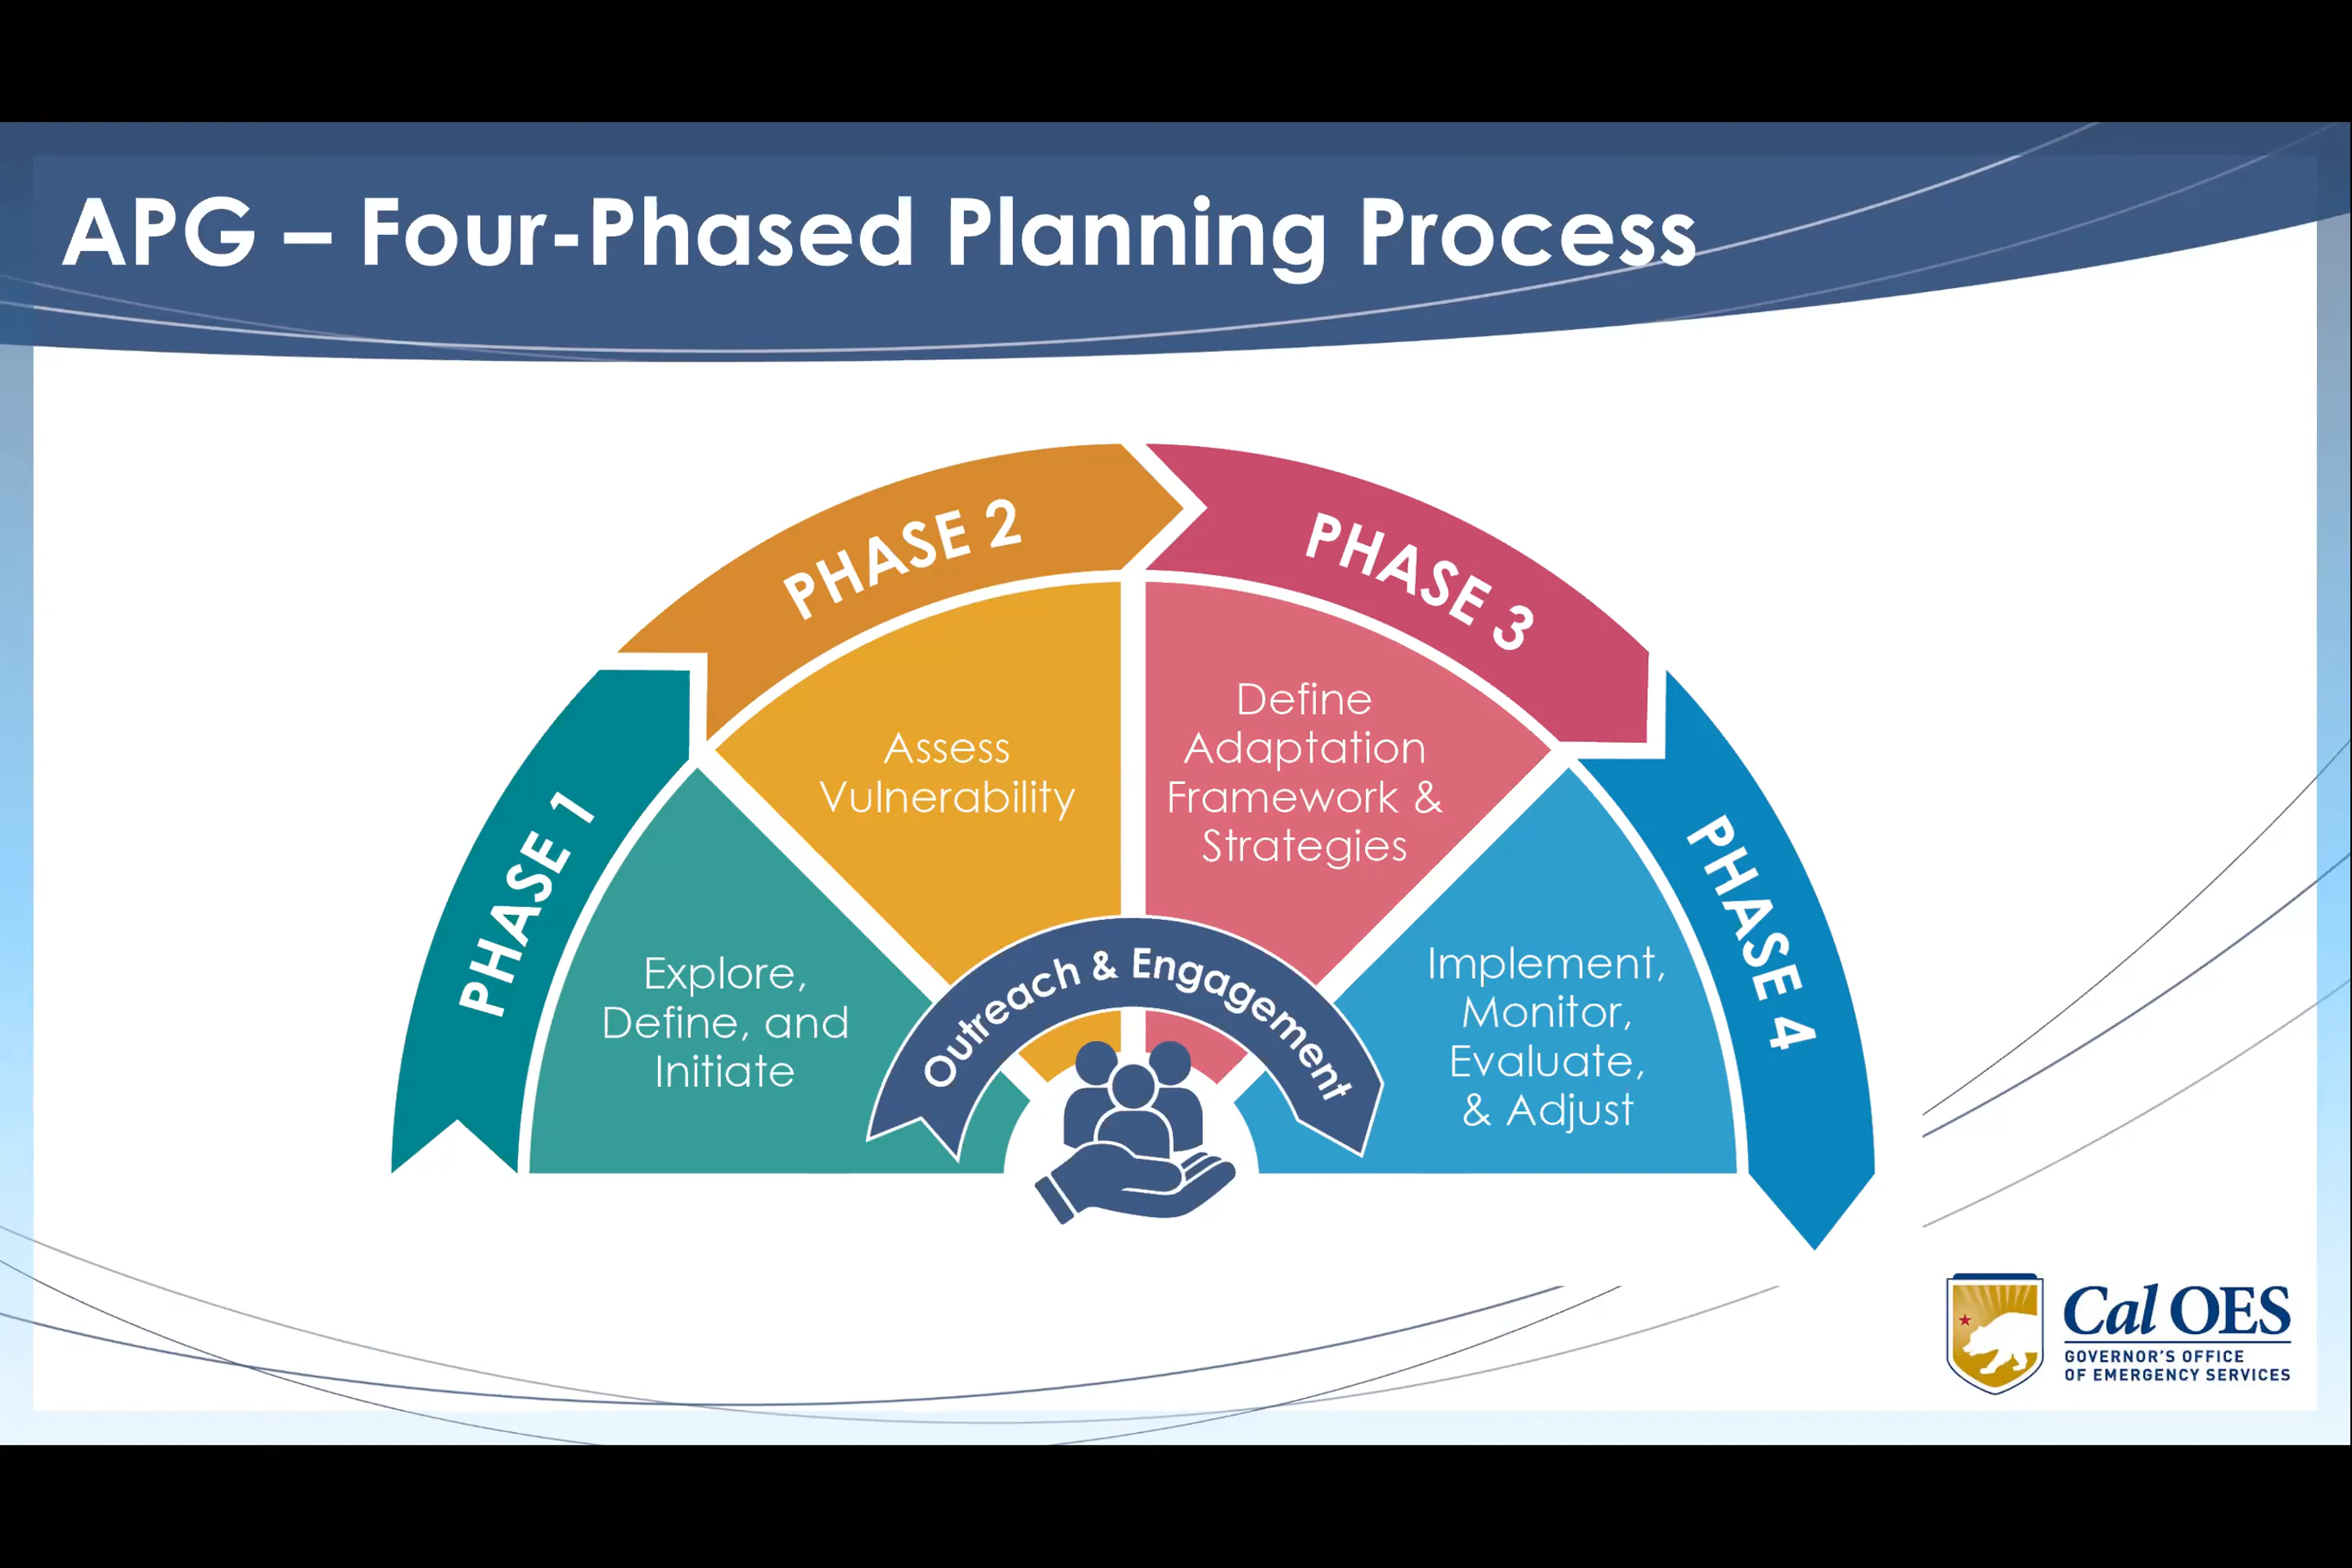 APG – Four-Phased Planning Process
PHASE 1
Explore,
Define, and
Initiate
PHASE 2
Assess
Vulnerability
PHASE 3
Define
Adaptation
Framework &
Strategies
PHASE 4
Implement,
Monitor,
Evaluate,
& Adjust
Outreach & Engagement
Cal OES
GOVERNOR'S OFFICE
OF EMERGENCY SERVICES